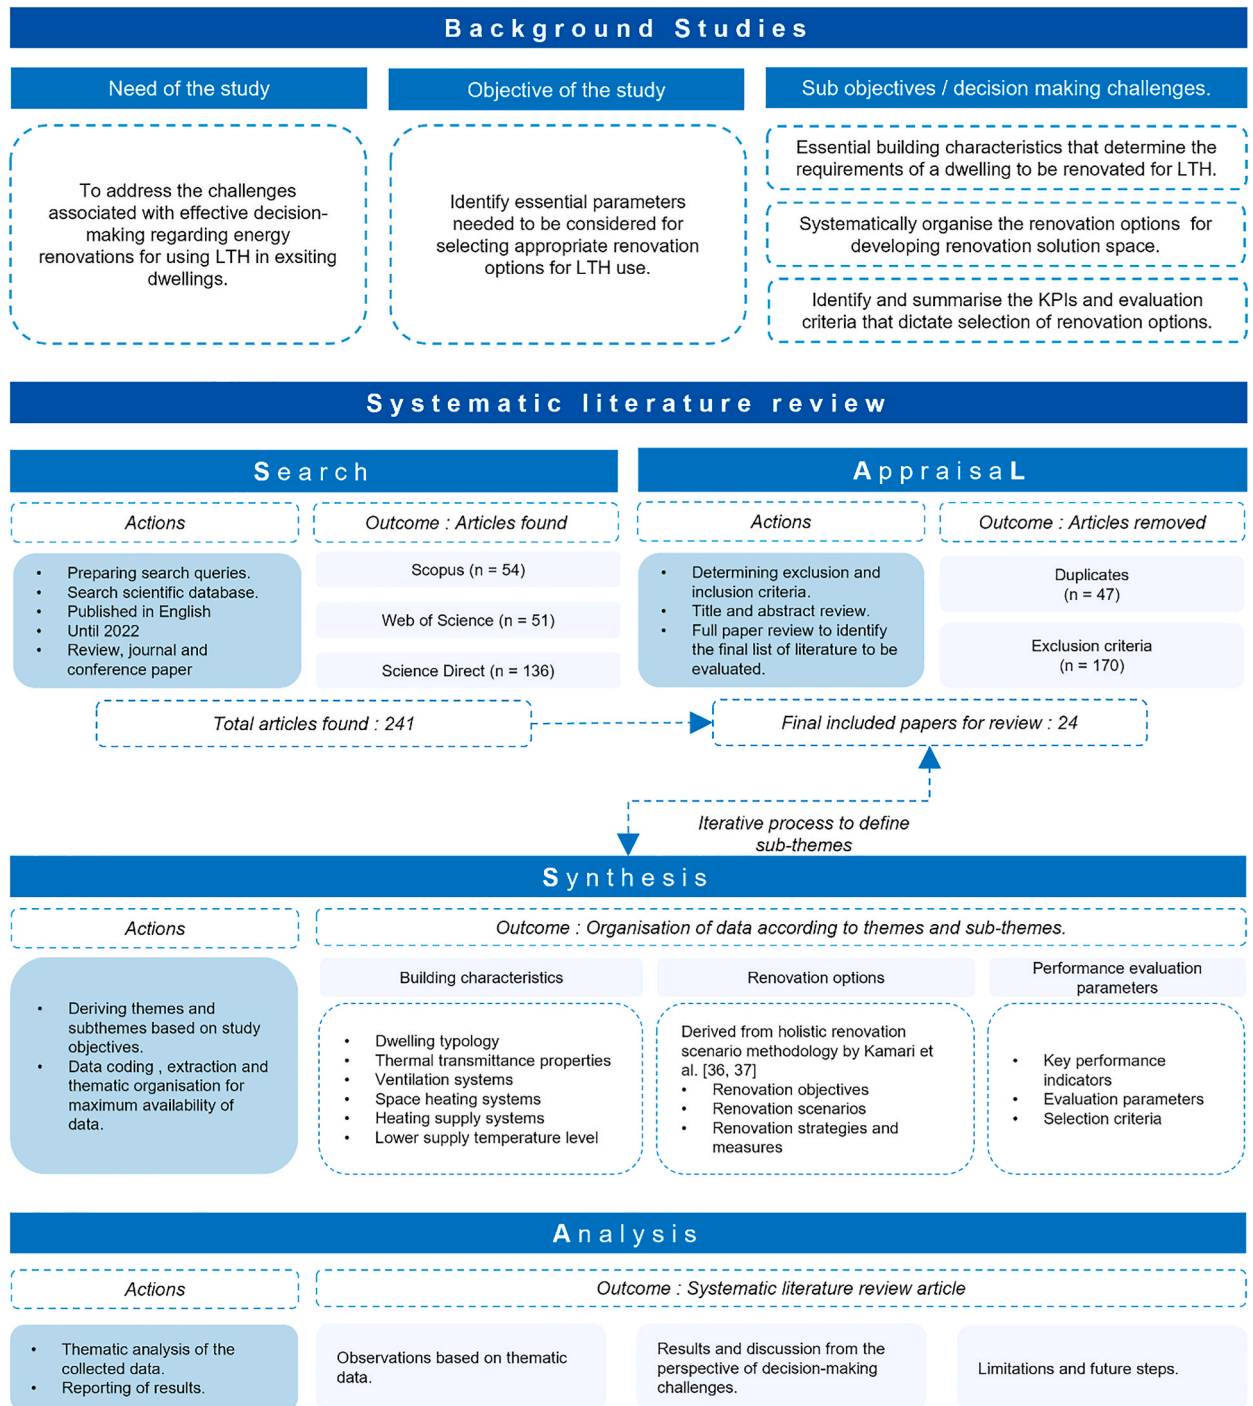 Background Studies
Need of the study
To address the challenges
associated with effective decision-
making regarding energy
renovations for using LTH in exsiting
dwellings.
Objective of the study
Identify essential parameters
needed to be considered for
selecting appropriate renovation
options for LTH use.
Sub objectives / decision making challenges.
Essential building characteristics that determine the
requirements of a dwelling to be renovated for LTH.
Systematically organise the renovation options for
developing renovation solution space.
Identify and summarise the KPIs and evaluation
criteria that dictate selection of renovation options.
Systematic literature review
Search
Actions
• Preparing search queries.
• Search scientific database.
• Published in English
• Until 2022
• Review, journal and
conference paper
Outcome : Articles found
Scopus (n = 54)
Web of Science (n = 51)
Science Direct (n = 136)
Total articles found : 241
AppraisaL
Actions
• Determining exclusion and
inclusion criteria.
• Title and abstract review.
• Full paper review to identify
the final list of literature to be
evaluated.
Outcome : Articles removed
Duplicates
(n = 47)
Exclusion criteria
(n = 170)
Final included papers for review : 24
Iterative process to define
sub-themes
Synthesis
Actions
• Deriving themes and
subthemes based on study
objectives.
• Data coding , extraction and
thematic organisation for
maximum availability of
data.
Outcome : Organisation of data according to themes and sub-themes.
Building characteristics
• Dwelling typology
• Thermal transmittance properties
• Ventilation systems
• Space heating systems
• Heating supply systems
• Lower supply temperature level
Renovation options
Derived from holistic renovation
scenario methodology by Kamari et
al. [36, 37]
• Renovation objectives
• Renovation scenarios
• Renovation strategies and
measures
Performance evaluation
parameters
• Key performance
indicators
• Evaluation parameters
• Selection criteria
Analysis
Actions
• Thematic analysis of the
collected data.
• Reporting of results.
Outcome : Systematic literature review article
Observations based on thematic
data.
Results and discussion from the
perspective of decision-making
challenges.
Limitations and future steps.